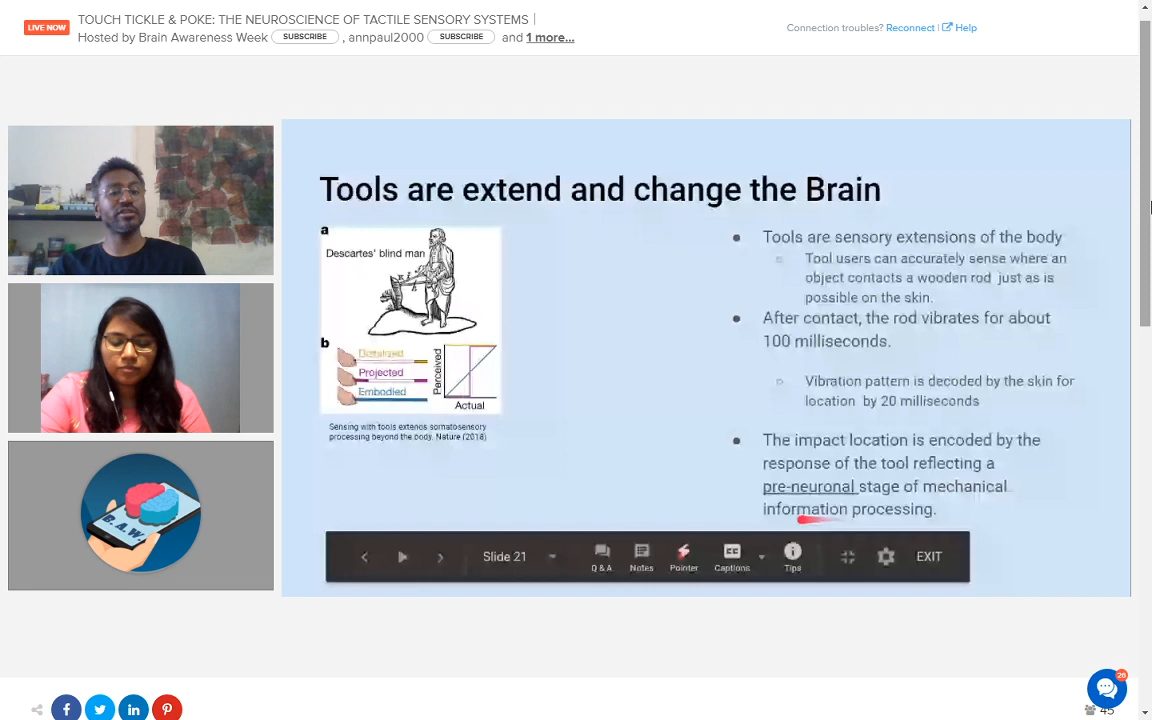 LIVE NOW
TOUCH TICKLE & POKE: THE NEUROSCIENCE OF TACTILE SENSORY SYSTEMS
Hosted by Brain Awareness Week SUBSCRIBE , annpaul2000 SUBSCRIBE and 1 more...
Connection troubles? Reconnect | Help
Tools are extend and change the Brain
a
Descartes' blind man
b
Localized
Projected
Embodied
Perceived
Actual
Sensing with tools extends somatosensory
processing beyond the body. Nature (2018)
Tools are sensory extensions of the body
Tool users can accurately sense where an
object contacts a wooden rod just as is
possible on the skin.
After contact, the rod vibrates for about
100 milliseconds.
Vibration pattern is decoded by the skin for
location by 20 milliseconds
The impact location is encoded by the
response of the tool reflecting a
pre-neuronal stage of mechanical
information processing.
B.A.W.
Slide 21
Q & A
Notes
Pointer
CC
Captions
Tips
EXIT
26
45